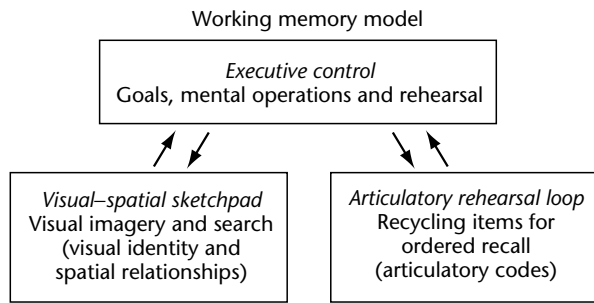 Working memory model
Executive control
Goals, mental operations and rehearsal
Visual–spatial sketchpad
Visual imagery and search
(visual identity and
spatial relationships)
Articulatory rehearsal loop
Recycling items for
ordered recall
(articulatory codes)